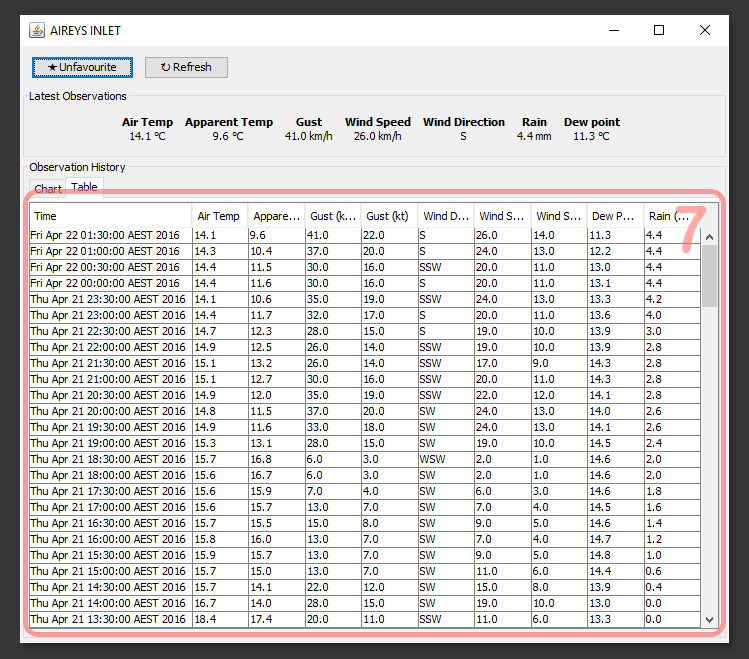 AIREYS INLET
★Unfavourite ↻ Refresh
Latest Observations
Air Temp Apparent Temp Gust Wind Speed Wind Direction Rain Dew point
14.1 ºC 9.6 ºC 41.0 km/h 26.0 km/h S 4.4 mm 11.3 ºC
Observation History
Chart Table
7
Time Air Temp Appare... Gust (k... Gust (kt) Wind D... Wind S... Wind S... Dew P... Rain (...
Fri Apr 22 01:30:00 AEST 2016 14.1 9.6 41.0 22.0 S 26.0 14.0 11.3 4.4
Fri Apr 22 01:00:00 AEST 2016 14.3 10.4 37.0 20.0 S 24.0 13.0 12.2 4.4
Fri Apr 22 00:30:00 AEST 2016 14.4 11.5 30.0 16.0 SSW 20.0 11.0 13.0 4.4
Fri Apr 22 00:00:00 AEST 2016 14.4 11.6 30.0 16.0 S 20.0 11.0 13.1 4.4
Thu Apr 21 23:30:00 AEST 2016 14.1 10.6 35.0 19.0 SSW 24.0 13.0 13.3 4.2
Thu Apr 21 23:00:00 AEST 2016 14.4 11.7 32.0 17.0 S 20.0 11.0 13.6 4.0
Thu Apr 21 22:30:00 AEST 2016 14.7 12.3 28.0 15.0 S 19.0 10.0 13.9 3.0
Thu Apr 21 22:00:00 AEST 2016 14.9 12.5 26.0 14.0 SSW 19.0 10.0 13.9 2.8
Thu Apr 21 21:30:00 AEST 2016 15.1 13.2 26.0 14.0 SSW 17.0 9.0 14.3 2.8
Thu Apr 21 21:00:00 AEST 2016 15.1 12.7 30.0 16.0 SSW 20.0 11.0 14.3 2.8
Thu Apr 21 20:30:00 AEST 2016 14.9 12.0 35.0 19.0 SSW 22.0 12.0 14.1 2.8
Thu Apr 21 20:00:00 AEST 2016 14.8 11.5 37.0 20.0 SW 24.0 13.0 14.0 2.6
Thu Apr 21 19:30:00 AEST 2016 14.9 11.6 33.0 18.0 SW 24.0 13.0 14.1 2.6
Thu Apr 21 19:00:00 AEST 2016 15.3 13.1 28.0 15.0 SW 19.0 10.0 14.5 2.4
Thu Apr 21 18:30:00 AEST 2016 15.7 16.8 6.0 3.0 WSW 2.0 1.0 14.6 2.0
Thu Apr 21 18:00:00 AEST 2016 15.6 16.7 6.0 3.0 SW 2.0 1.0 14.6 2.0
Thu Apr 21 17:30:00 AEST 2016 15.6 15.9 7.0 4.0 SW 6.0 3.0 14.6 1.8
Thu Apr 21 17:00:00 AEST 2016 15.6 15.7 13.0 7.0 SW 7.0 4.0 14.5 1.6
Thu Apr 21 16:30:00 AEST 2016 15.7 15.5 15.0 8.0 SW 9.0 5.0 14.6 1.4
Thu Apr 21 16:00:00 AEST 2016 15.8 16.0 13.0 7.0 SW 7.0 4.0 14.7 1.2
Thu Apr 21 15:30:00 AEST 2016 15.9 15.7 13.0 7.0 SW 9.0 5.0 14.8 1.0
Thu Apr 21 15:00:00 AEST 2016 15.7 15.0 13.0 7.0 SW 11.0 6.0 14.4 0.6
Thu Apr 21 14:30:00 AEST 2016 15.7 14.1 22.0 12.0 SW 15.0 8.0 13.9 0.4
Thu Apr 21 14:00:00 AEST 2016 16.7 14.0 28.0 15.0 SW 19.0 10.0 13.0 0.0
Thu Apr 21 13:30:00 AEST 2016 18.4 17.4 20.0 11.0 SSW 11.0 6.0 13.3 0.0